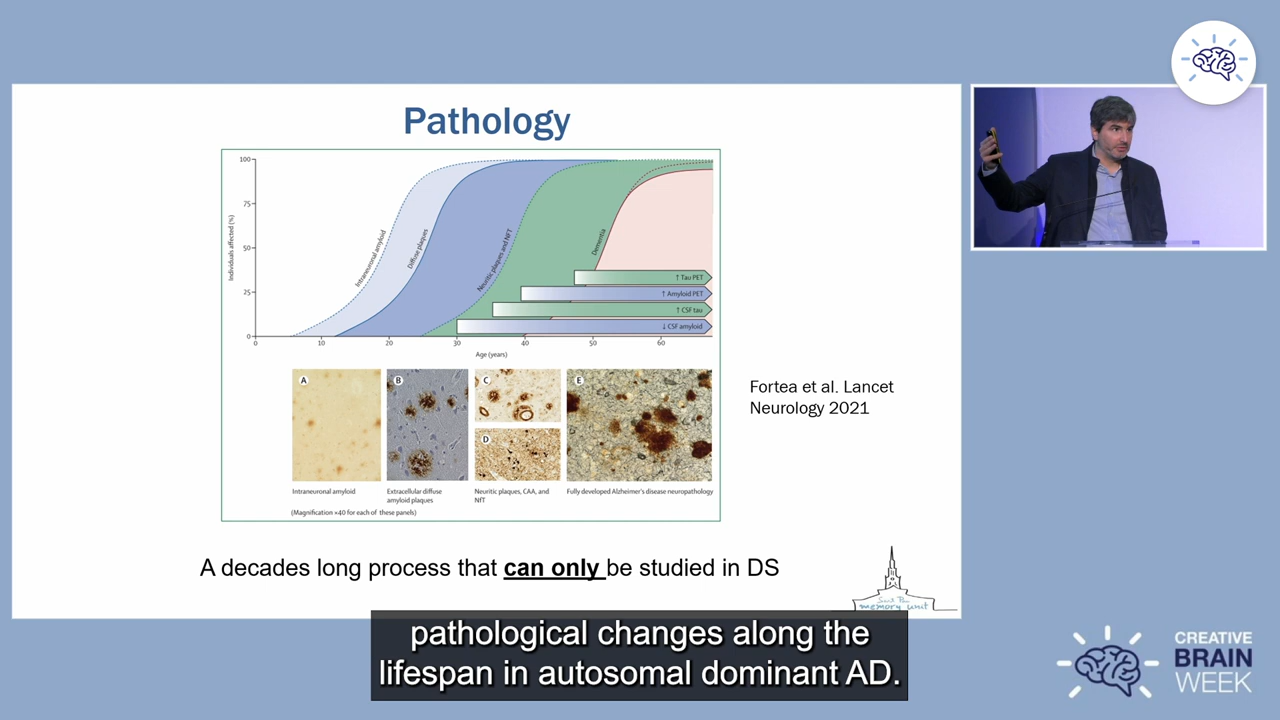 Pathology
100
75
50
25
0
Individuals affected (%)
Intraneuronal amyloid
Diffuse plaques
Neuritic plaques and NFT
Dementia
↑ Tau PET
↑ Amyloid PET
↑ CSF tau
↓ CSF amyloid
0 10 20 30 40 50 60
Age (years)
A
B
C
D
E
Intraneuronal amyloid
Extracellular diffuse
amyloid plaques
Neuritic plaques, CAA, and
NfT
Fully developed Alzheimer's disease neuropathology
(Magnification ×40 for each of these panels)
Fortea et al. Lancet
Neurology 2021
A decades long process that can only be studied in DS
Sant Pau
memory unit
pathological changes along the
lifespan in autosomal dominant AD.
CREATIVE
BRAIN
WEEK